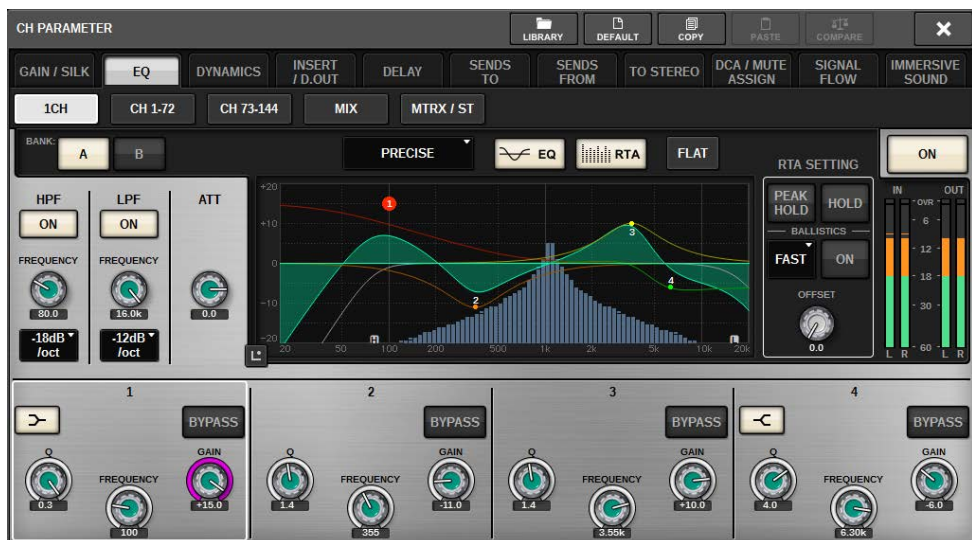 CH PARAMETER
LIBRARY DEFAULT COPY PASTE COMPARE
GAIN / SILK EQ DYNAMICS INSERT / D.OUT DELAY SENDS TO SENDS FROM TO STEREO DCA / MUTE ASSIGN SIGNAL FLOW IMMERSIVE SOUND
1CH CH 1-72 CH 73-144 MIX MTRX / ST
BANK: A B PRECISE EQ RTA FLAT RTA SETTING ON
HPF LPF ATT
ON ON
FREQUENCY FREQUENCY
80.0 16.0k 0.0
-18dB /oct -12dB /oct
+20
+10
0
-10
-20
1
2
3
4
H L
20 50 100 200 500 1k 2k 5k 10k 20k
PEAK HOLD HOLD
BALLISTICS
FAST ON
OFFSET
0.0
IN OUT
OVR
6
12
18
30
60
L R L R
1 2 3 4
BYPASS BYPASS BYPASS BYPASS
Q FREQUENCY GAIN Q FREQUENCY GAIN Q FREQUENCY GAIN Q FREQUENCY GAIN
0.3 100 +15.0 1.4 355 -11.0 1.4 3.55k +10.0 4.0 6.30k -6.0